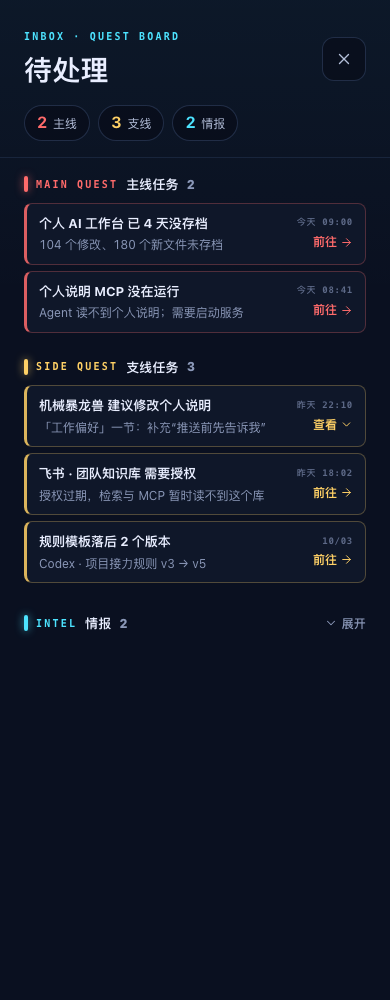 INBOX · QUEST BOARD
待处理
2 主线 3 支线 2 情报
MAIN QUEST 主线任务 2
个人 AI 工作台 已 4 天没存档 今天 09:00
104 个修改、180 个新文件未存档 前往 →
个人说明 MCP 没在运行 今天 08:41
Agent 读不到个人说明；需要启动服务 前往 →
SIDE QUEST 支线任务 3
机械暴龙兽 建议修改个人说明 昨天 22:10
「工作偏好」一节：补充“推送前先告诉我” 查看
飞书 · 团队知识库 需要授权 昨天 18:02
授权过期，检索与 MCP 暂时读不到这个库 前往 →
规则模板落后 2 个版本 10/03
Codex · 项目接力规则 v3 → v5 前往 →
INTEL 情报 2 展开